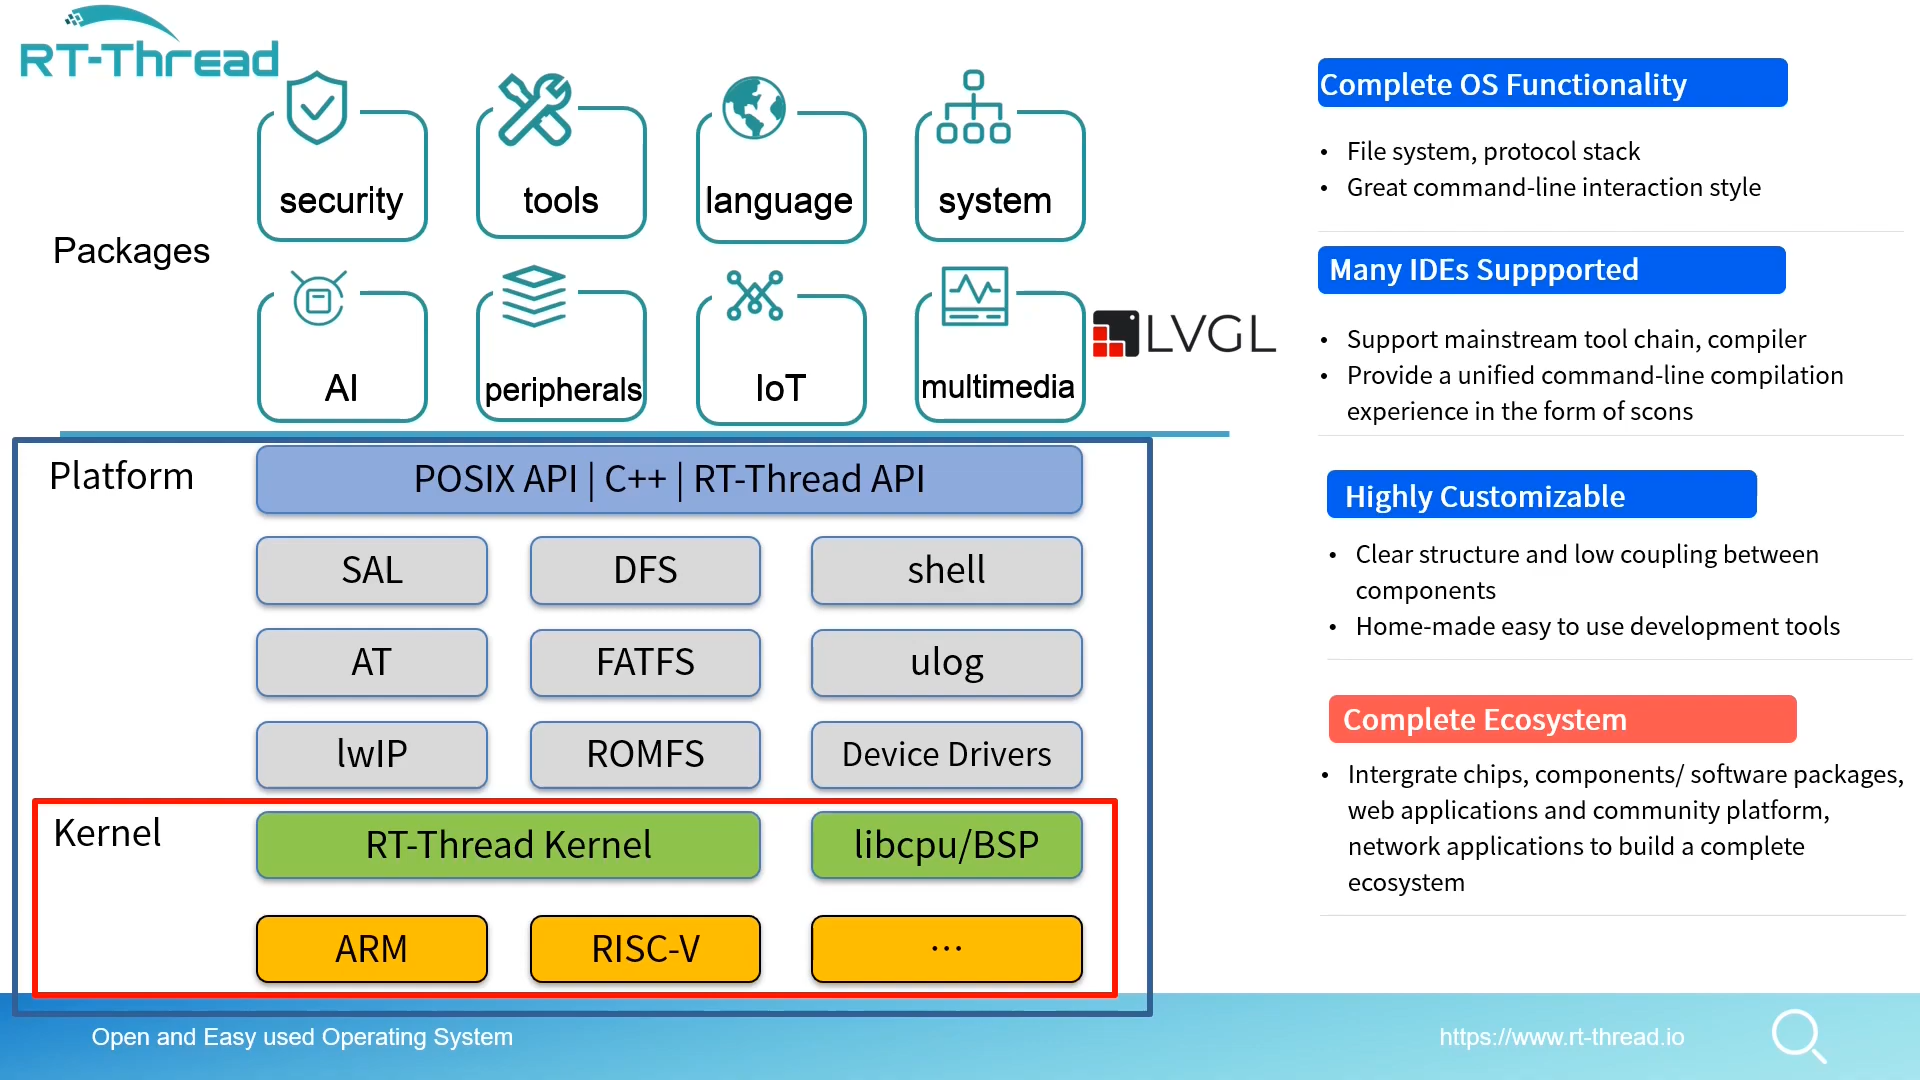 RT-Thread
Packages
security
tools
language
system
AI
peripherals
IoT
multimedia
LVGL
Platform
POSIX API | C++ | RT-Thread API
SAL
DFS
shell
AT
FATFS
ulog
lwIP
ROMFS
Device Drivers
Kernel
RT-Thread Kernel
libcpu/BSP
ARM
RISC-V
...
Complete OS Functionality
• File system, protocol stack
• Great command-line interaction style
Many IDEs Suppported
• Support mainstream tool chain, compiler
• Provide a unified command-line compilation
experience in the form of scons
Highly Customizable
• Clear structure and low coupling between
components
• Home-made easy to use development tools
Complete Ecosystem
• Intergrate chips, components/ software packages,
web applications and community platform,
network applications to build a complete
ecosystem
Open and Easy used Operating System
https://www.rt-thread.io